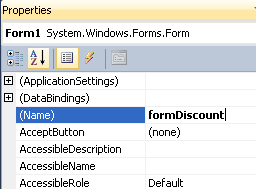 Properties
Form1 System.Windows.Forms.Form
(ApplicationSettings)
(DataBindings)
(Name) formDiscount
AcceptButton (none)
AccessibleDescription
AccessibleName
AccessibleRole Default